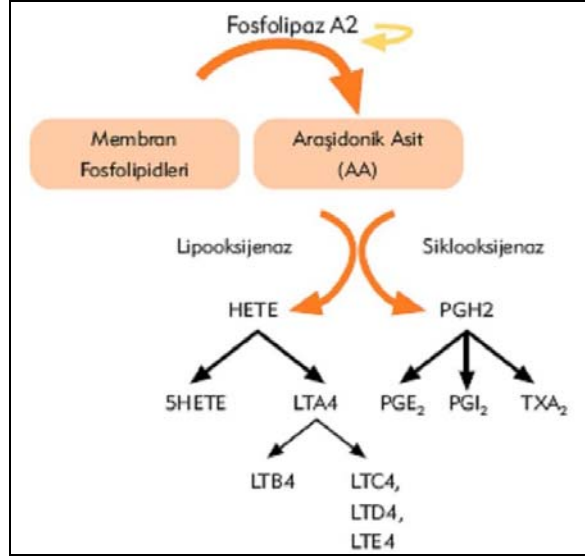 Fosfolipaz A2
Membran
Fosfolipidleri
Araşidonik Asit
(AA)
Lipooksijenaz
Siklooksijenaz
HETE
PGH2
5HETE
LTA4
PGE₂
PGI₂
TXA₂
LTB4
LTC4,
LTD4,
LTE4